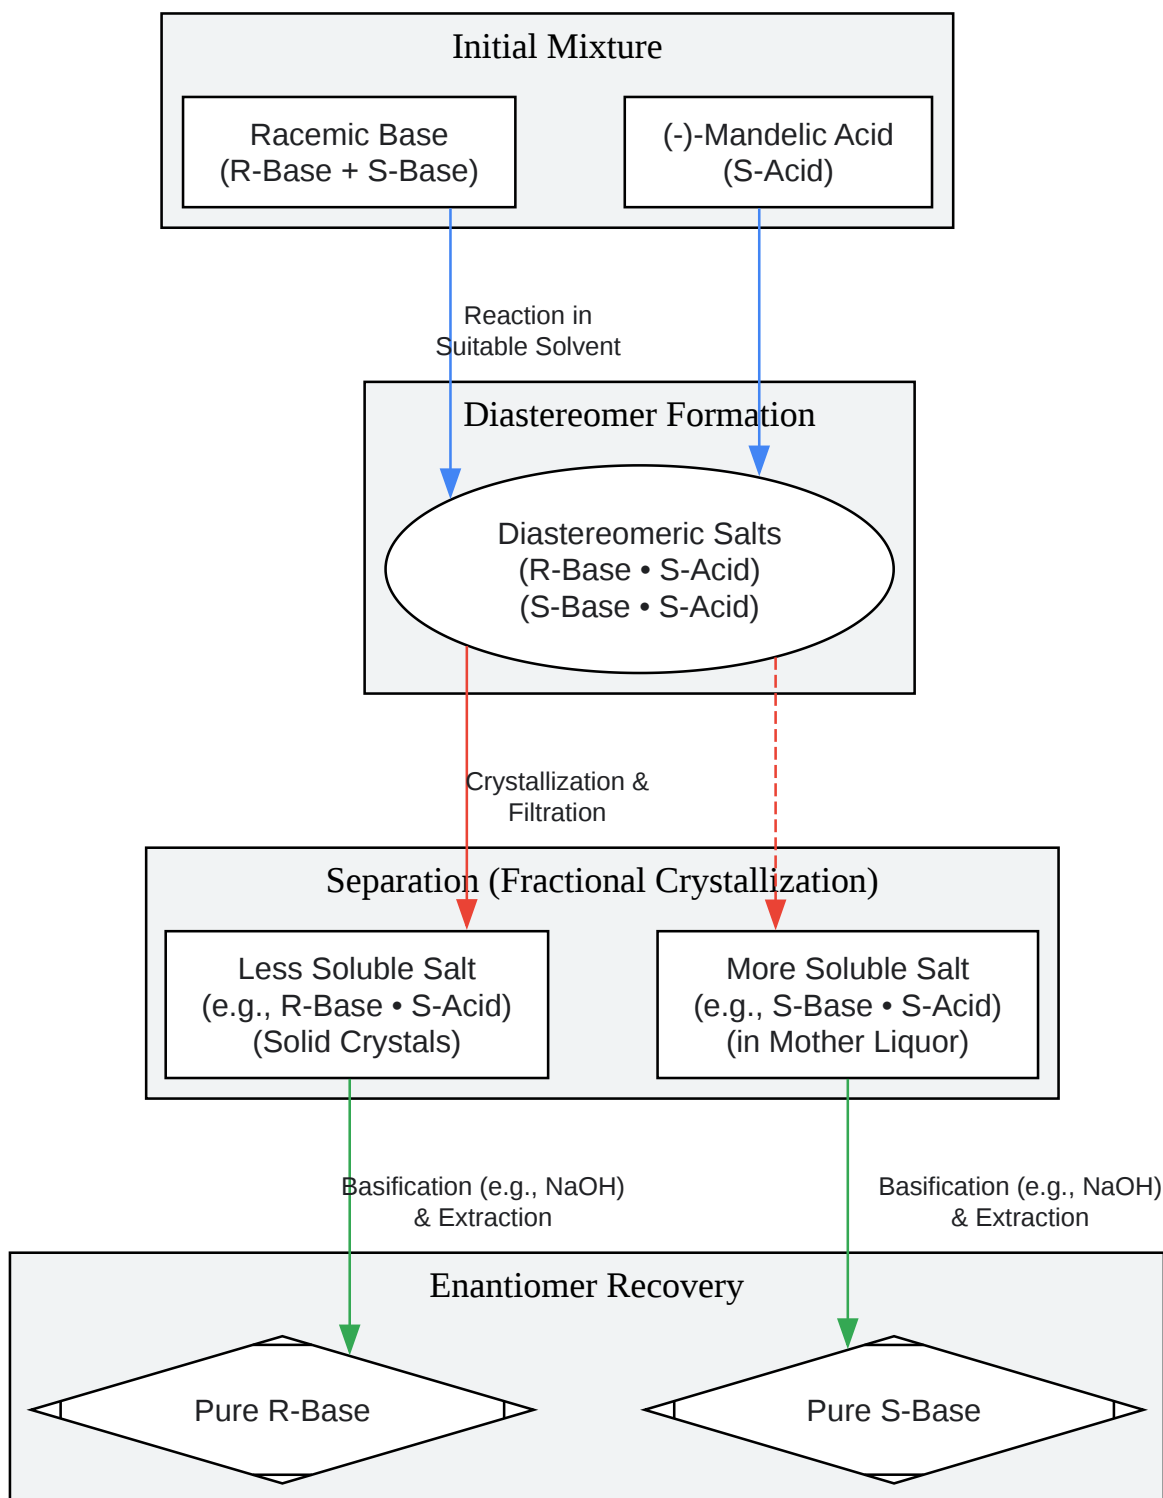 Initial Mixture
Racemic Base
(R-Base + S-Base)
(-)-Mandelic Acid
(S-Acid)
Reaction in
Suitable Solvent
Diastereomer Formation
Diastereomeric Salts
(R-Base • S-Acid)
(S-Base • S-Acid)
Crystallization &
Filtration
Separation (Fractional Crystallization)
Less Soluble Salt
(e.g., R-Base • S-Acid)
(Solid Crystals)
More Soluble Salt
(e.g., S-Base • S-Acid)
(in Mother Liquor)
Basification (e.g., NaOH)
& Extraction
Basification (e.g., NaOH)
& Extraction
Enantiomer Recovery
Pure R-Base
Pure S-Base